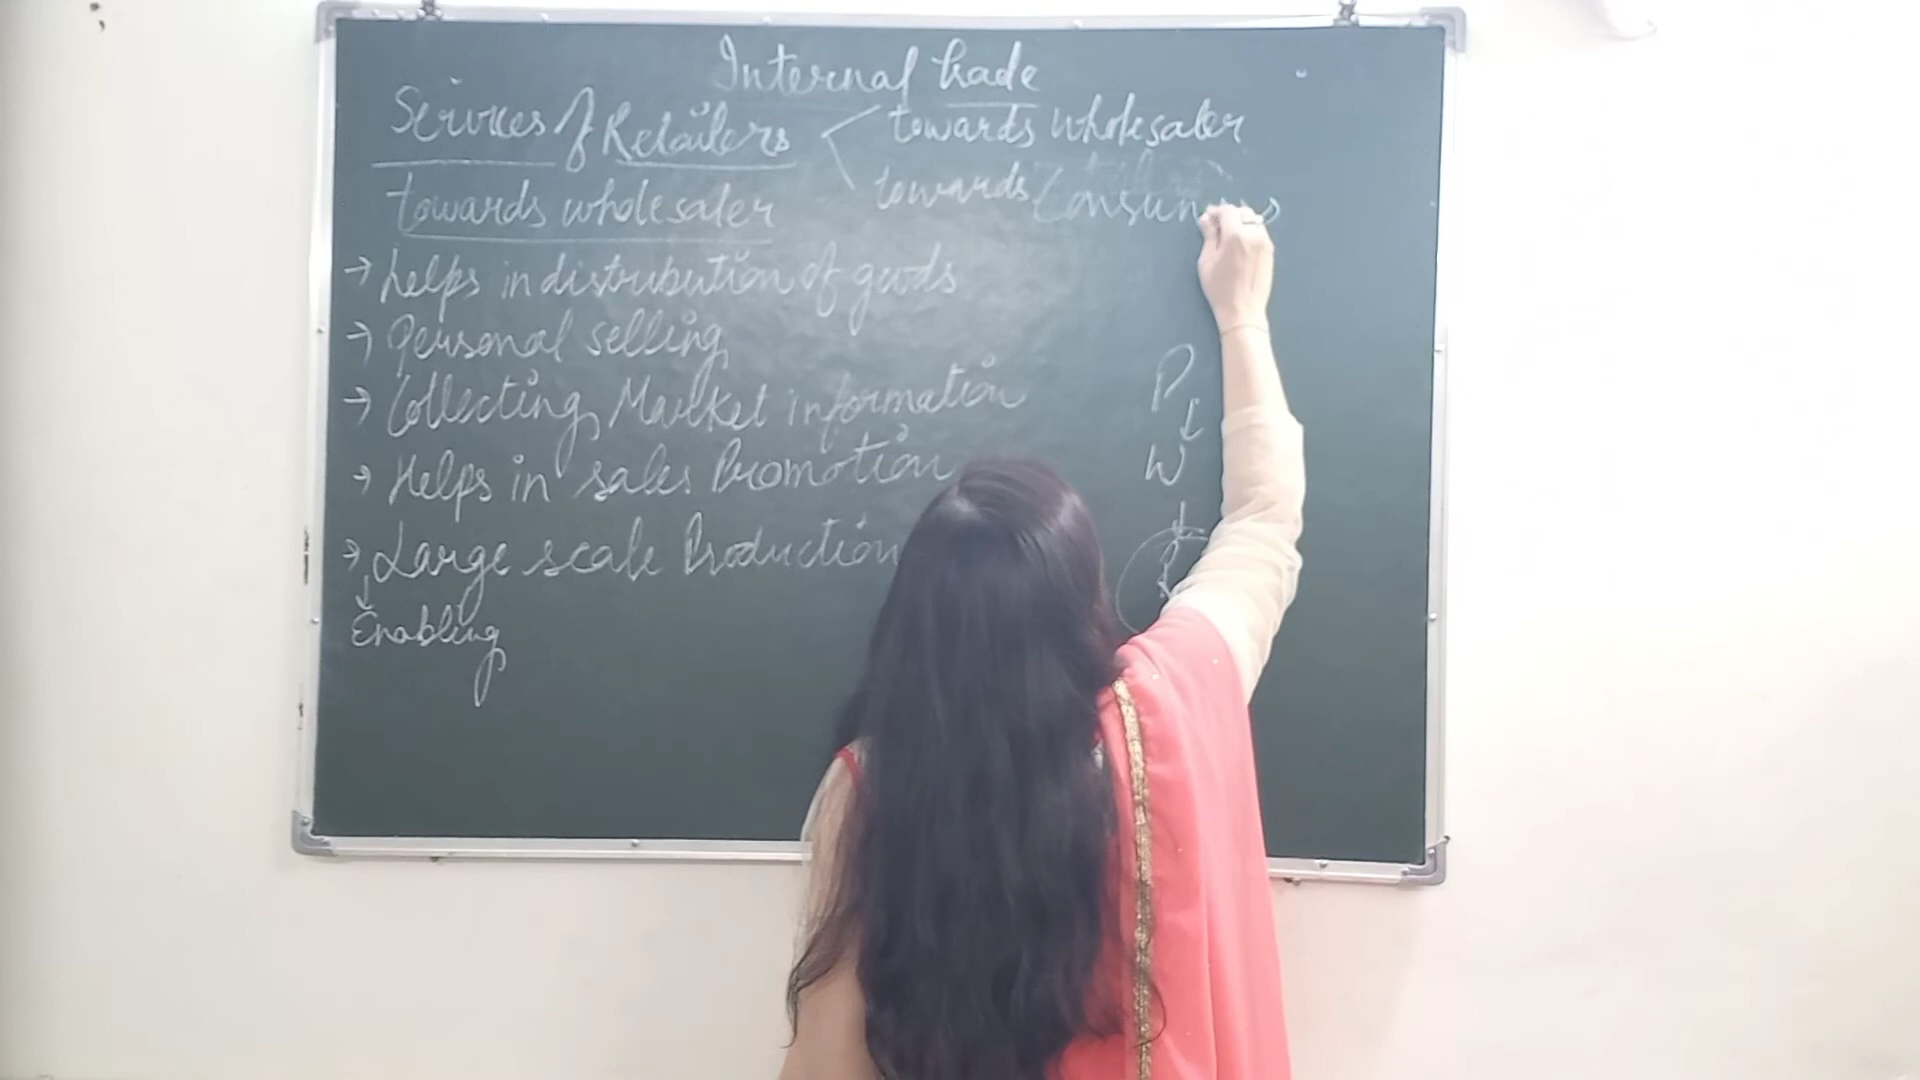 Internal trade
Services of Retailers < towards wholesaler
towards Consumers
towards wholesaler
→ helps in distribution of goods
→ Personal selling
→ Collecting Market information
→ Helps in sales Promotion
→ Large scale Production
↓
Enabling
P
↓
W
↓